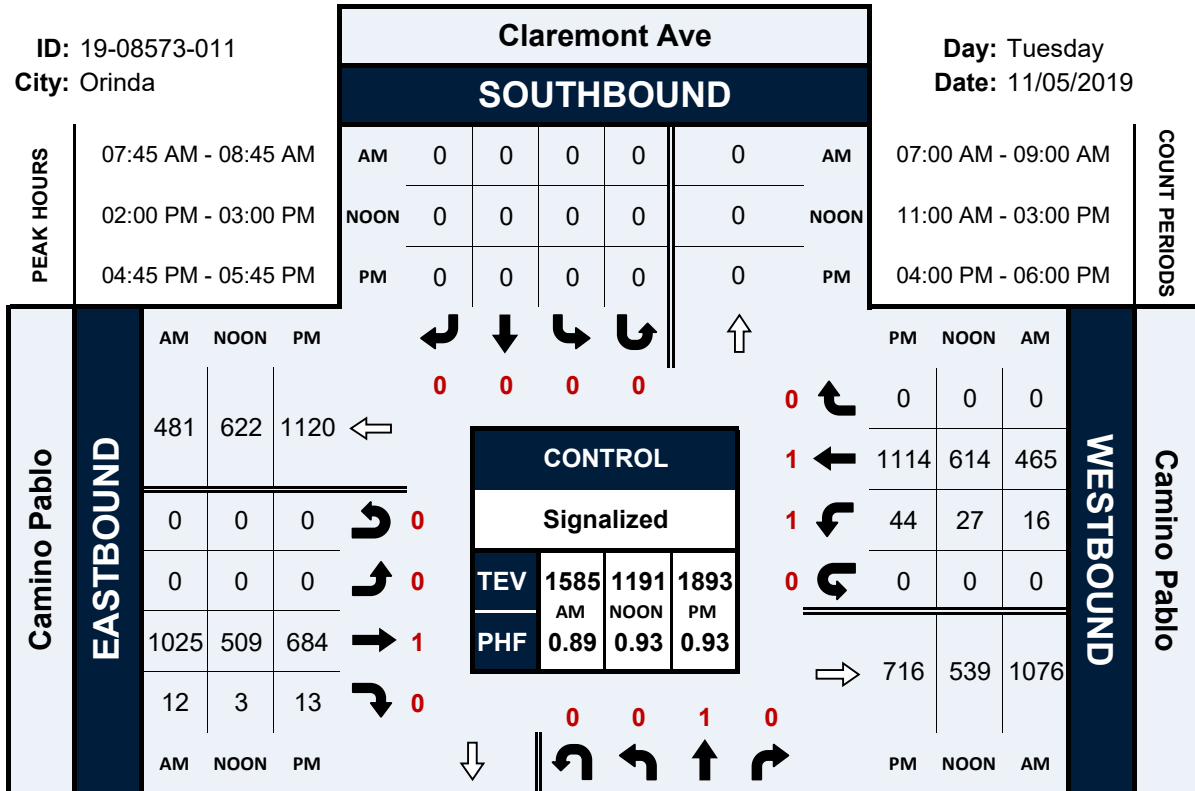 ID: 19-08573-011
City: Orinda
Claremont Ave
SOUTHBOUND
Day: Tuesday
Date: 11/05/2019
PEAK HOURS
07:45 AM - 08:45 AM
02:00 PM - 03:00 PM
04:45 PM - 05:45 PM
AM 0 0 0 0 0 AM
NOON 0 0 0 0 0 NOON
PM 0 0 0 0 0 PM
07:00 AM - 09:00 AM
11:00 AM - 03:00 PM
04:00 PM - 06:00 PM
COUNT PERIODS
0 0 0 0
Camino Pablo
EASTBOUND
AM NOON PM
481 622 1120
0 0 0 0
0 0 0 0
1025 509 684 1
12 3 13 0
AM NOON PM
CONTROL
Signalized
TEV 1585 1191 1893
AM NOON PM
PHF 0.89 0.93 0.93
PM NOON AM
0 0 0 0
1 1114 614 465
1 44 27 16
0 0 0 0
716 539 1076
PM NOON AM
WESTBOUND
Camino Pablo
0 0 1 0